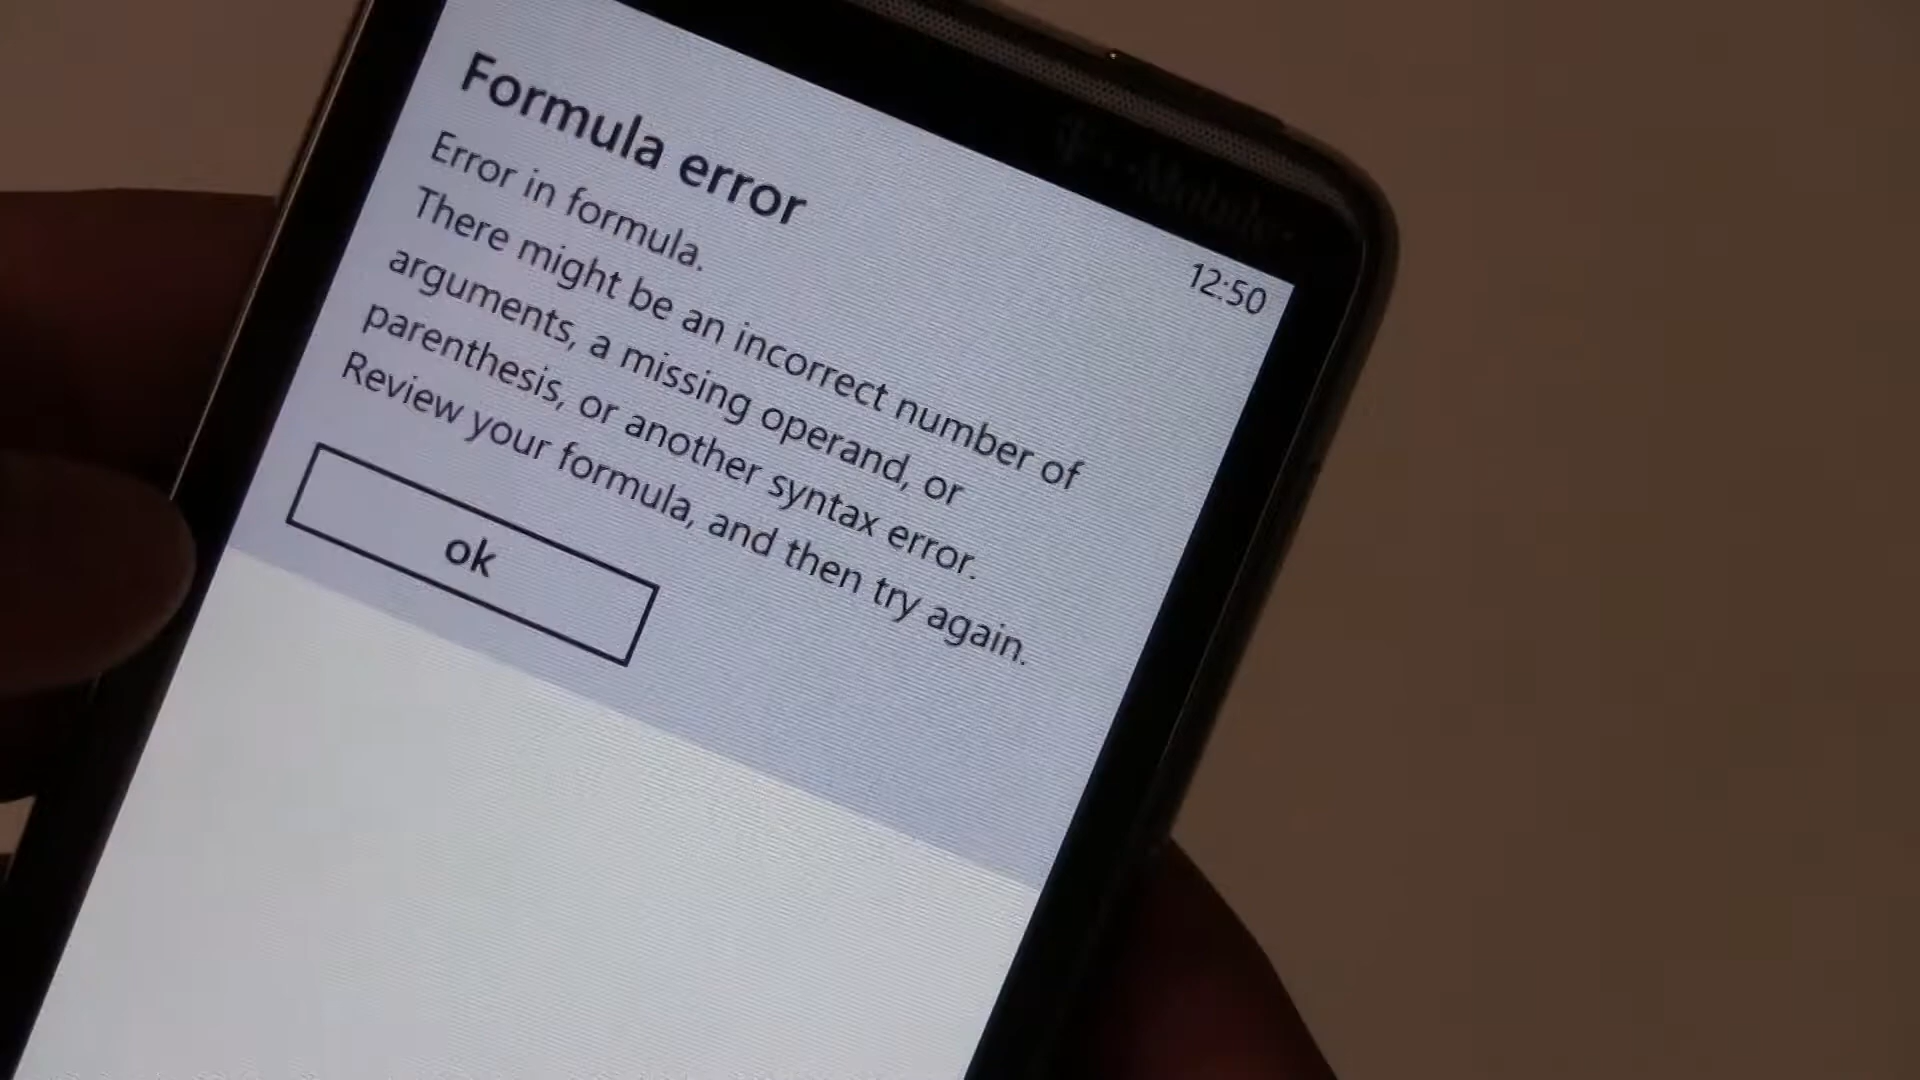 T··Mobile·
12:50
Formula error
Error in formula.
There might be an incorrect number of
arguments, a missing operand, or
parenthesis, or another syntax error.
Review your formula, and then try again.
ok